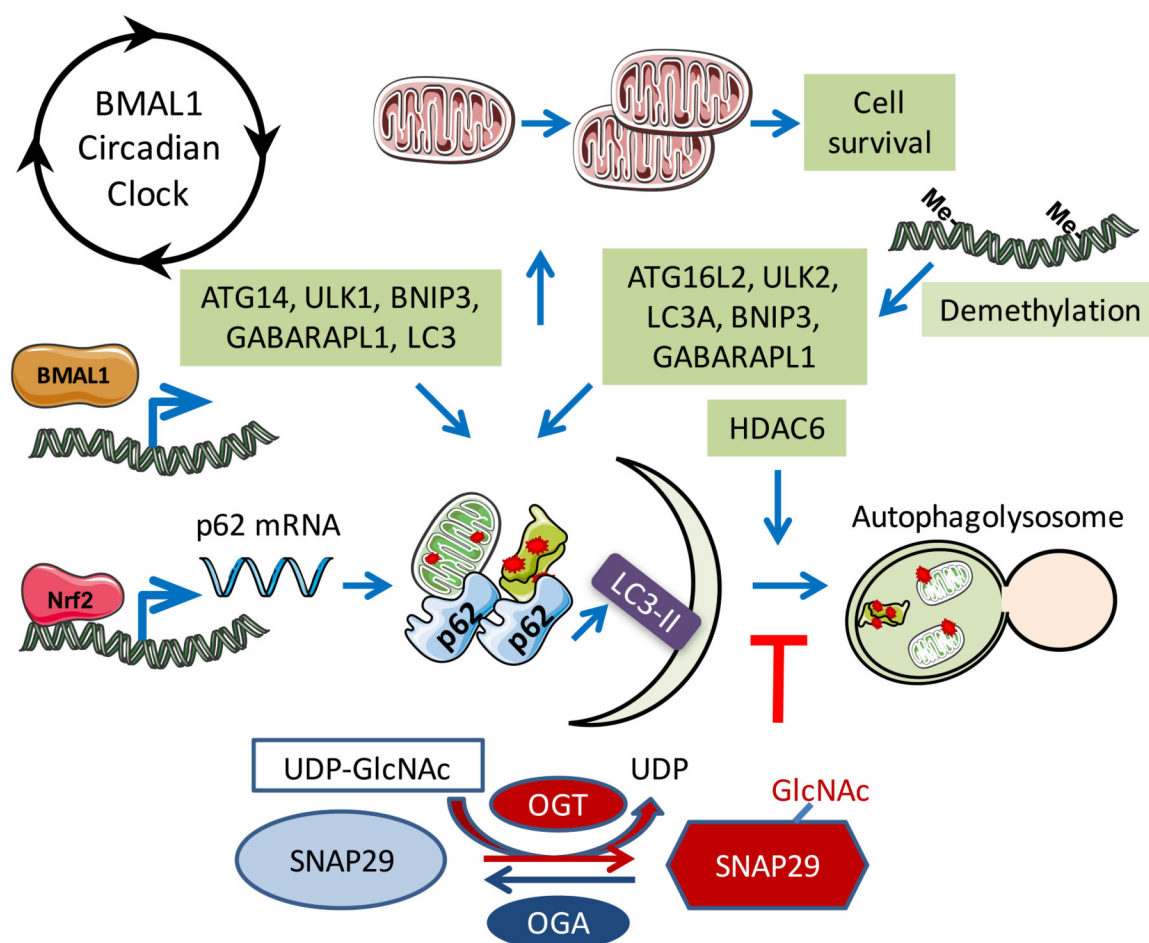 BMAL1
Circadian
Clock
Cell
survival
Me-
Me-
ATG14, ULK1, BNIP3,
GABARAPL1, LC3
ATG16L2, ULK2,
LC3A, BNIP3,
GABARAPL1
Demethylation
BMAL1
HDAC6
p62 mRNA
Autophagolysosome
Nrf2
p62
p62
LC3-II
UDP-GlcNAc
UDP
OGT
GlcNAc
SNAP29
SNAP29
OGA